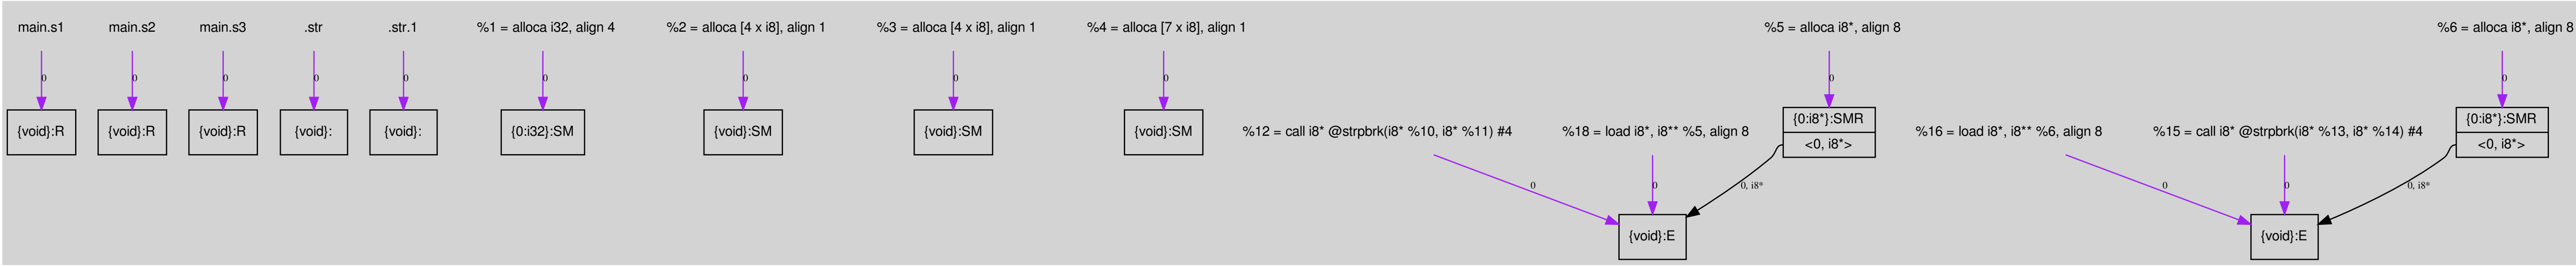 main.s1
main.s2
main.s3
.str
.str.1
%1 = alloca i32, align 4
%2 = alloca [4 x i8], align 1
%3 = alloca [4 x i8], align 1
%4 = alloca [7 x i8], align 1
%5 = alloca i8*, align 8
%6 = alloca i8*, align 8
0
0
0
0
0
0
0
0
0
0
0
{void}:R
{void}:R
{void}:R
{void}:
{void}:
{0:i32}:SM
{void}:SM
{void}:SM
{void}:SM
%12 = call i8* @strpbrk(i8* %10, i8* %11) #4
%18 = load i8*, i8** %5, align 8
{0:i8*}:SMR
<0, i8*>
%16 = load i8*, i8** %6, align 8
%15 = call i8* @strpbrk(i8* %13, i8* %14) #4
{0:i8*}:SMR
<0, i8*>
0
0
0, i8*
0
0
0, i8*
{void}:E
{void}:E